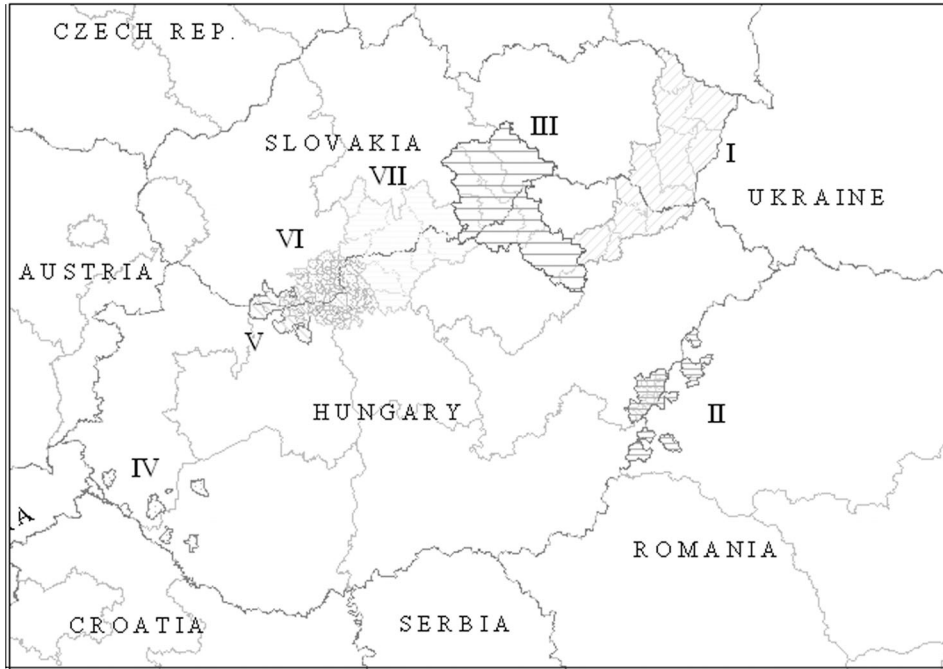 CZECH REP.
SLOVAKIA
III
VII
I
UKRAINE
VI
AUSTRIA
V
HUNGARY
II
IV
A
ROMANIA
CROATIA
SERBIA